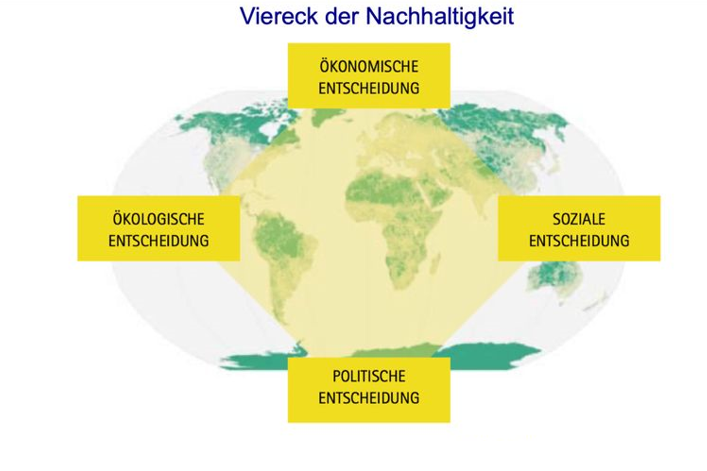 Viereck der Nachhaltigkeit
ÖKONOMISCHE
ENTSCHEIDUNG
ÖKOLOGISCHE
ENTSCHEIDUNG
SOZIALE
ENTSCHEIDUNG
POLITISCHE
ENTSCHEIDUNG